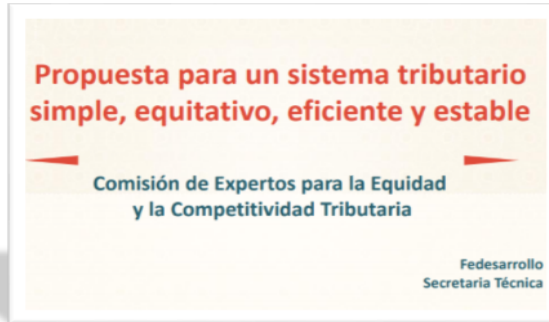 Propuesta para un sistema tributario
simple, equitativo, eficiente y estable
Comisión de Expertos para la Equidad
y la Competitividad Tributaria
Fedesarrollo
Secretaria Técnica